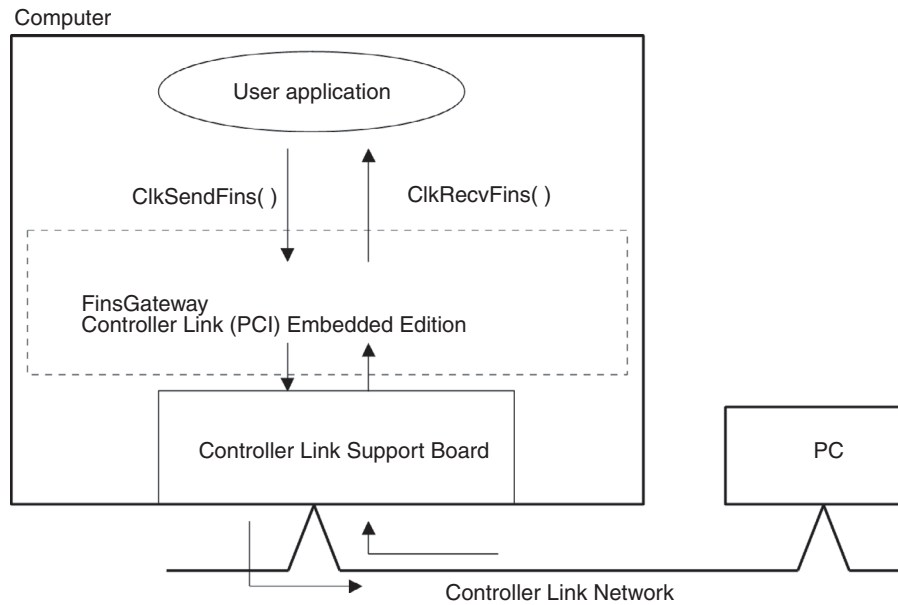 Computer
User application
ClkSendFins( )
ClkRecvFins( )
FinsGateway
Controller Link (PCI) Embedded Edition
Controller Link Support Board
PC
Controller Link Network